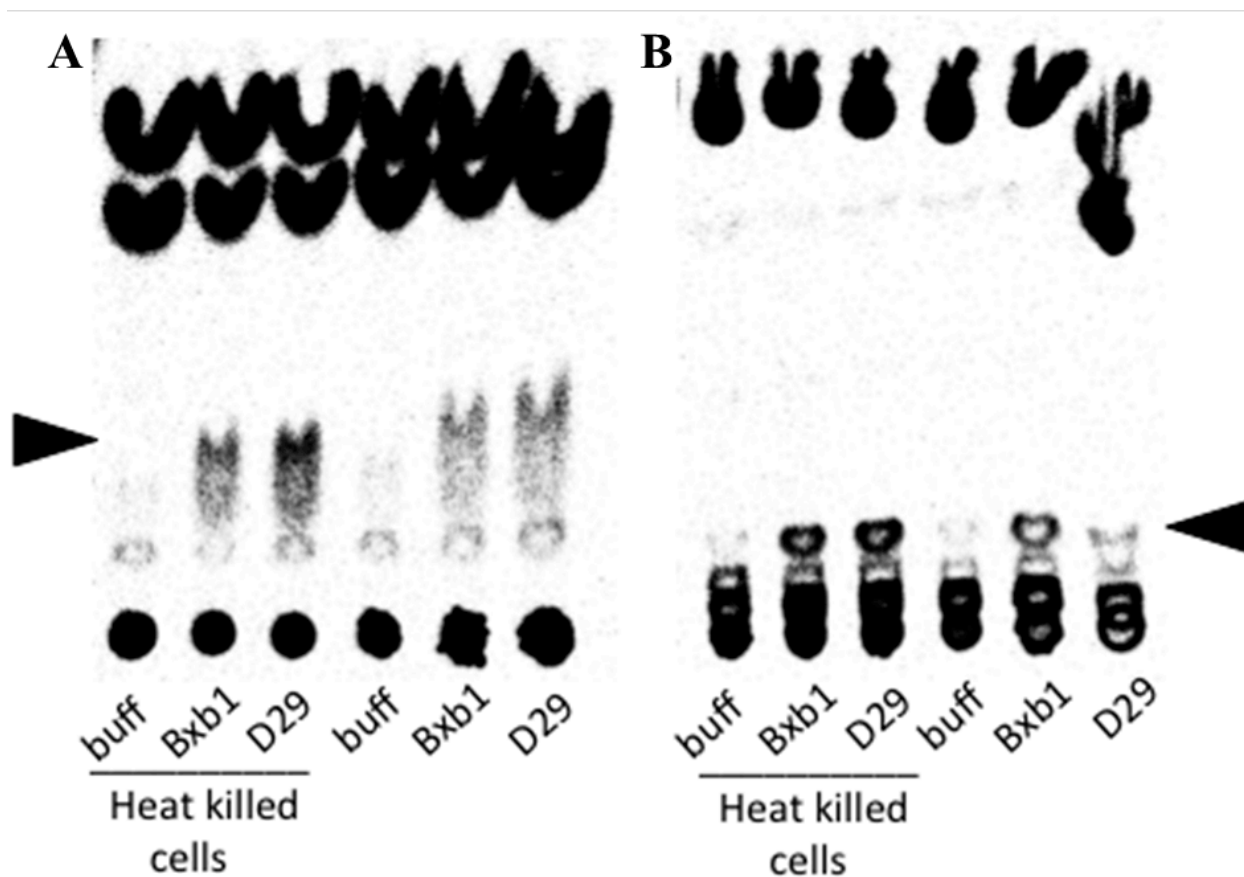 A
B
buff Bxb1 D29 buff Bxb1 D29
Heat killed
cells
buff Bxb1 D29 buff Bxb1 D29
Heat killed
cells